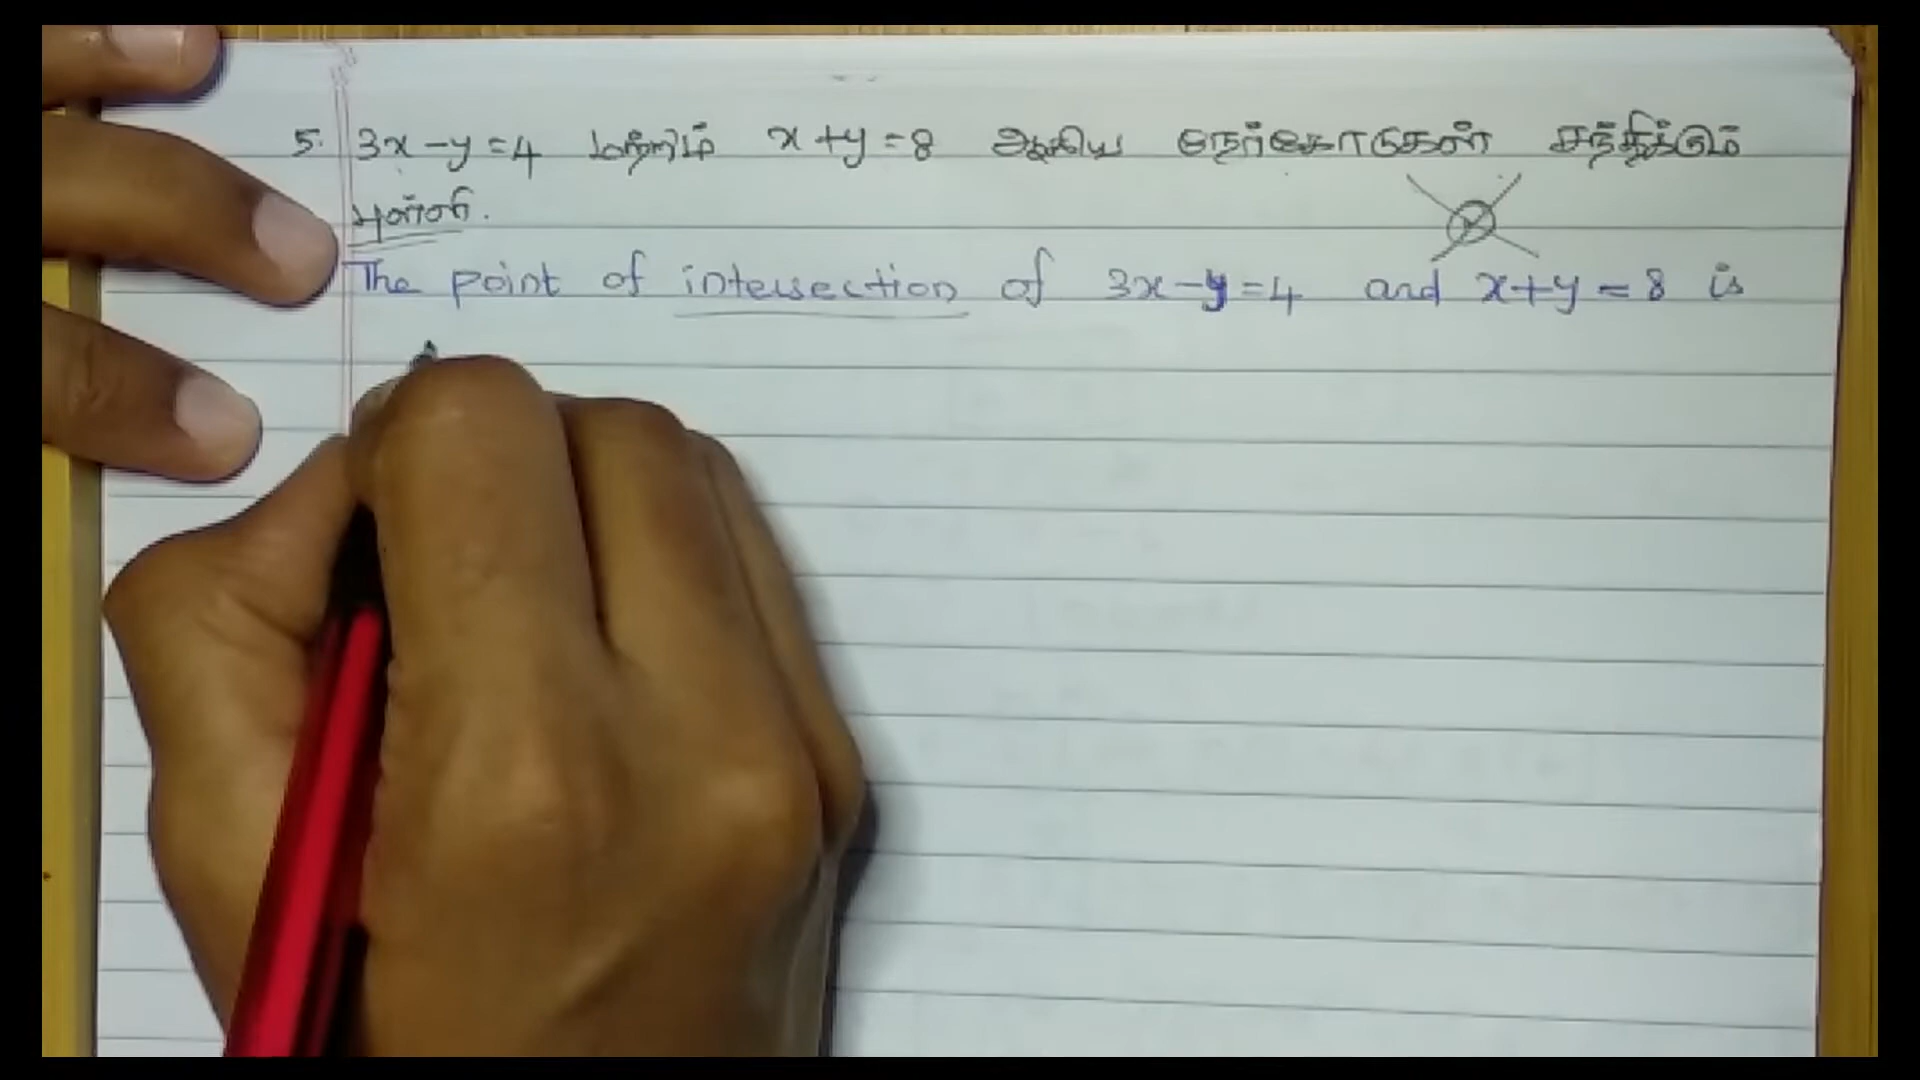 5. 3x-y=4 மற்றும் x+y=8 ஆகிய நேர்கோடுகள் சந்திக்கும்
புள்ளி.
The point of intersection of 3x-y=4 and x+y=8 is